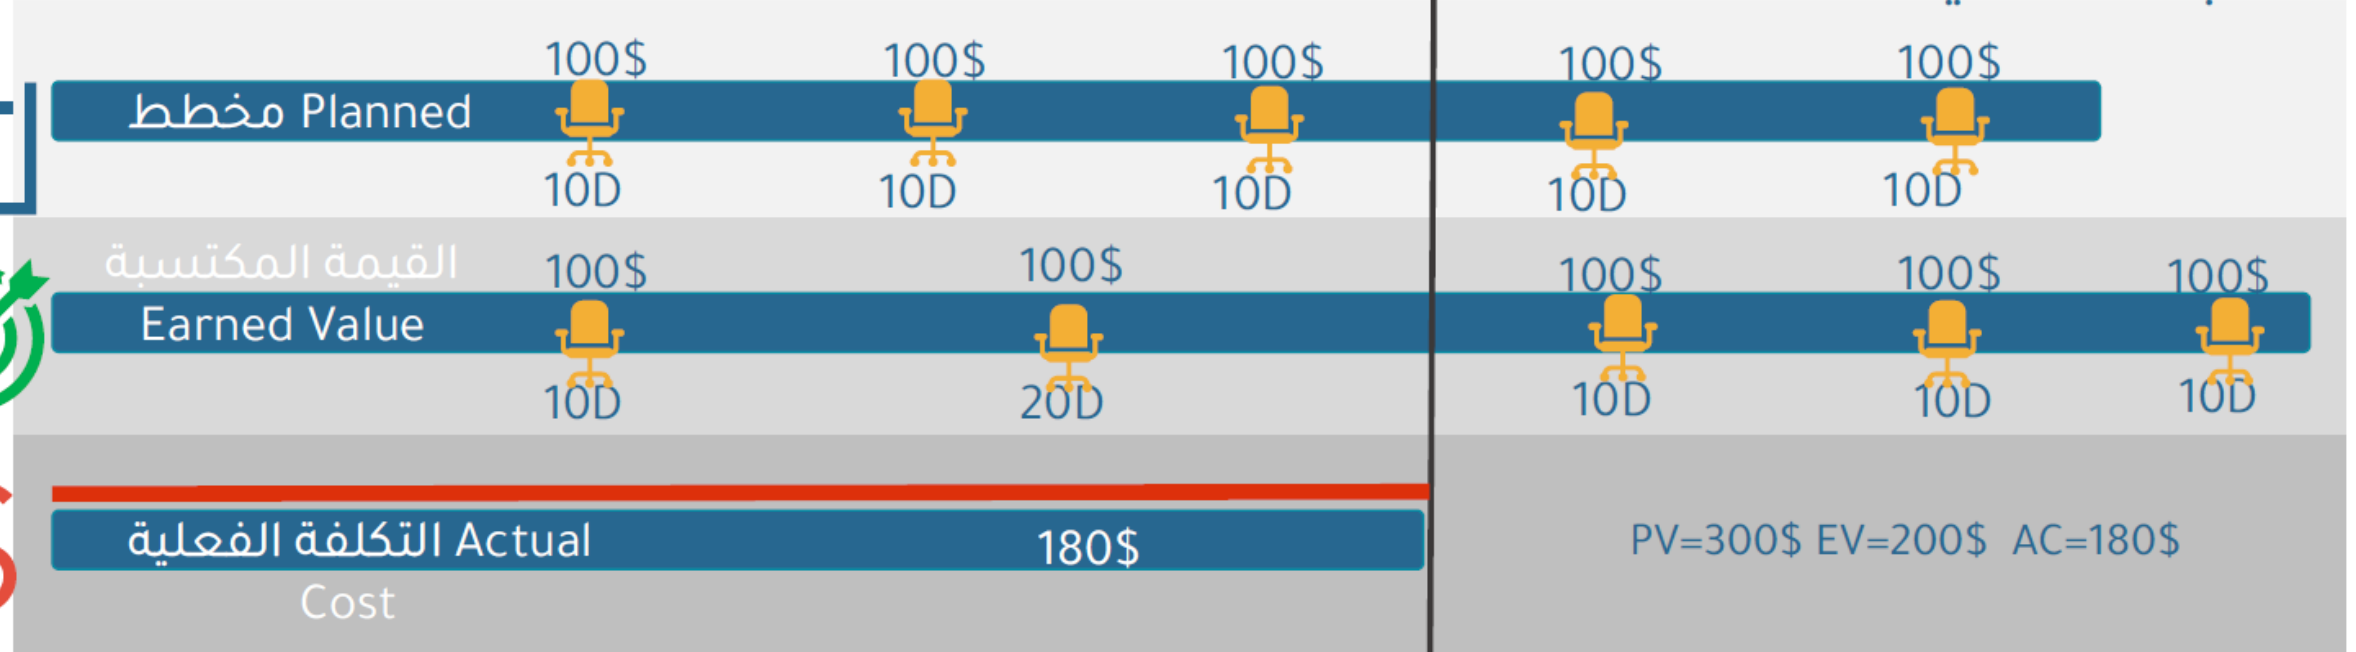 100$ 100$ 100$ 100$ 100$
مخطط Planned
10D 10D 10D 10D 10D
القيمة المكتسبة
100$ 100$ 100$ 100$ 100$
Earned Value
10D 20D 10D 10D 10D
التكلفة الفعلية Actual
Cost
180$
PV=300$ EV=200$ AC=180$